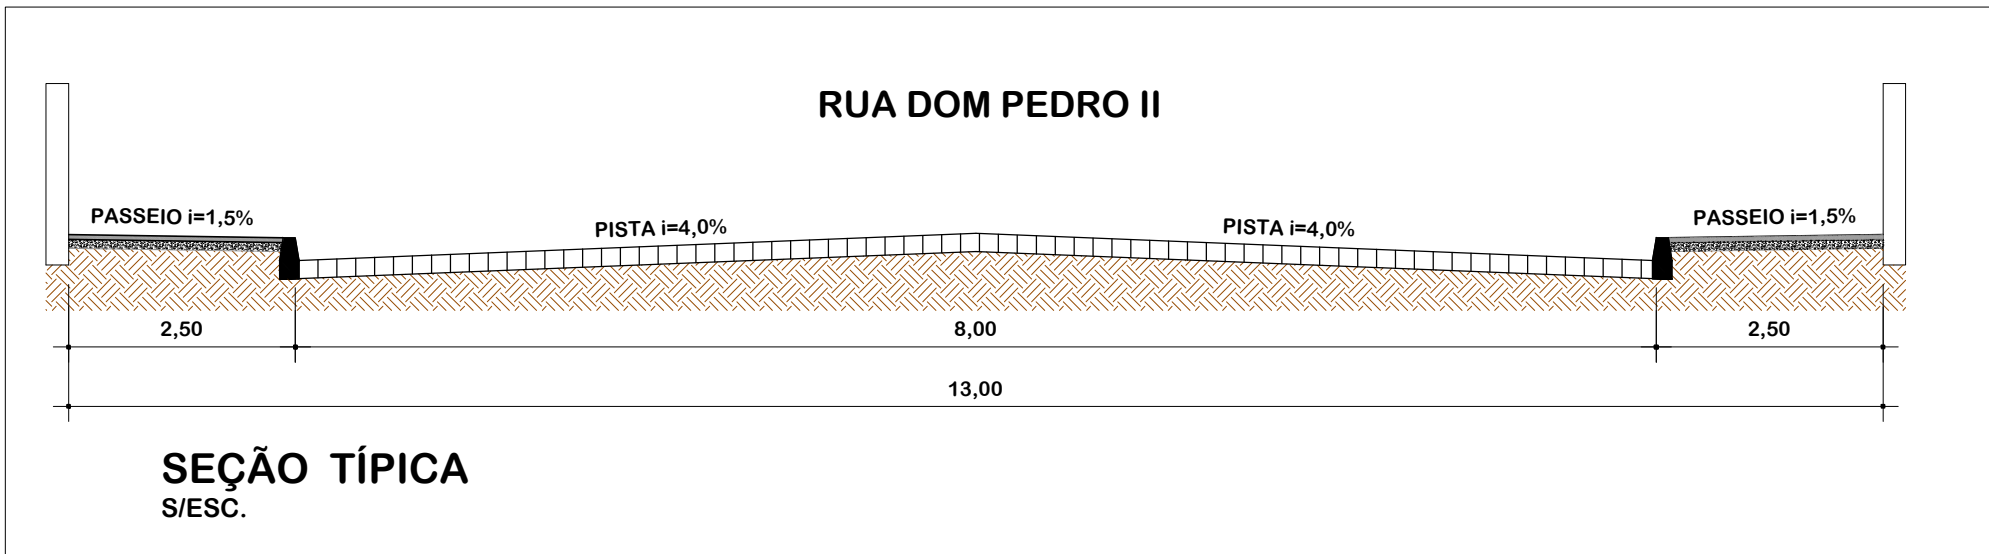 RUA DOM PEDRO II
PASSEIO i=1,5%
PISTA i=4,0%
PISTA i=4,0%
PASSEIO i=1,5%
2,50
8,00
2,50
13,00
SEÇÃO TÍPICA
S/ESC.